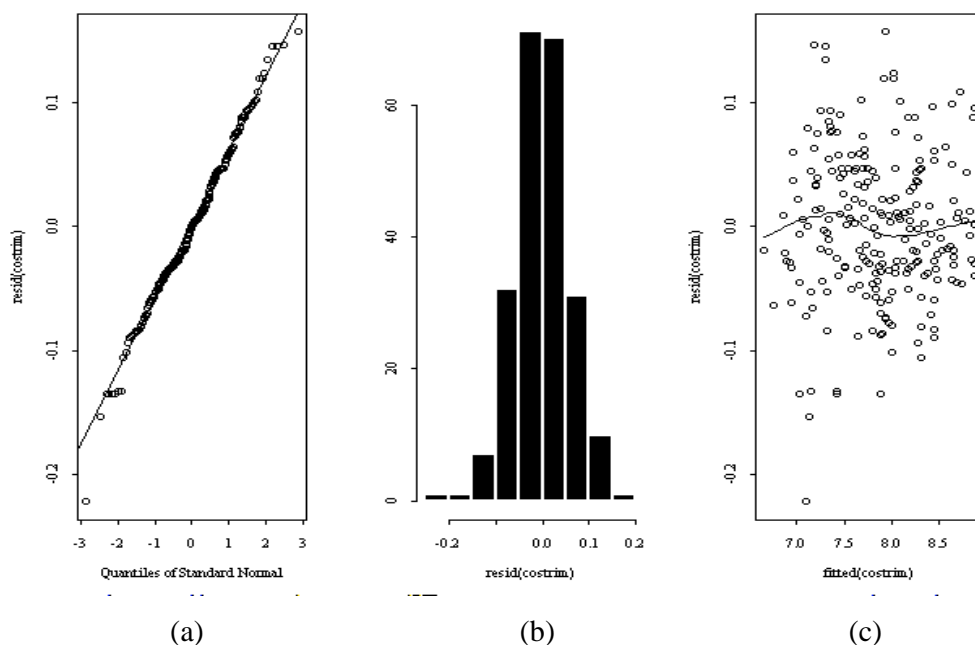 resid(costrim)
0.1
0.0
-0.1
-0.2
-3 -2 -1 0 1 2 3
Quantiles of Standard Normal
60
40
20
0
-0.2 0.0 0.1 0.2
resid(costrim)
resid(costrim)
0.1
0.0
-0.1
-0.2
7.0 7.5 8.0 8.5
fitted(costrim)
(a) (b) (c)